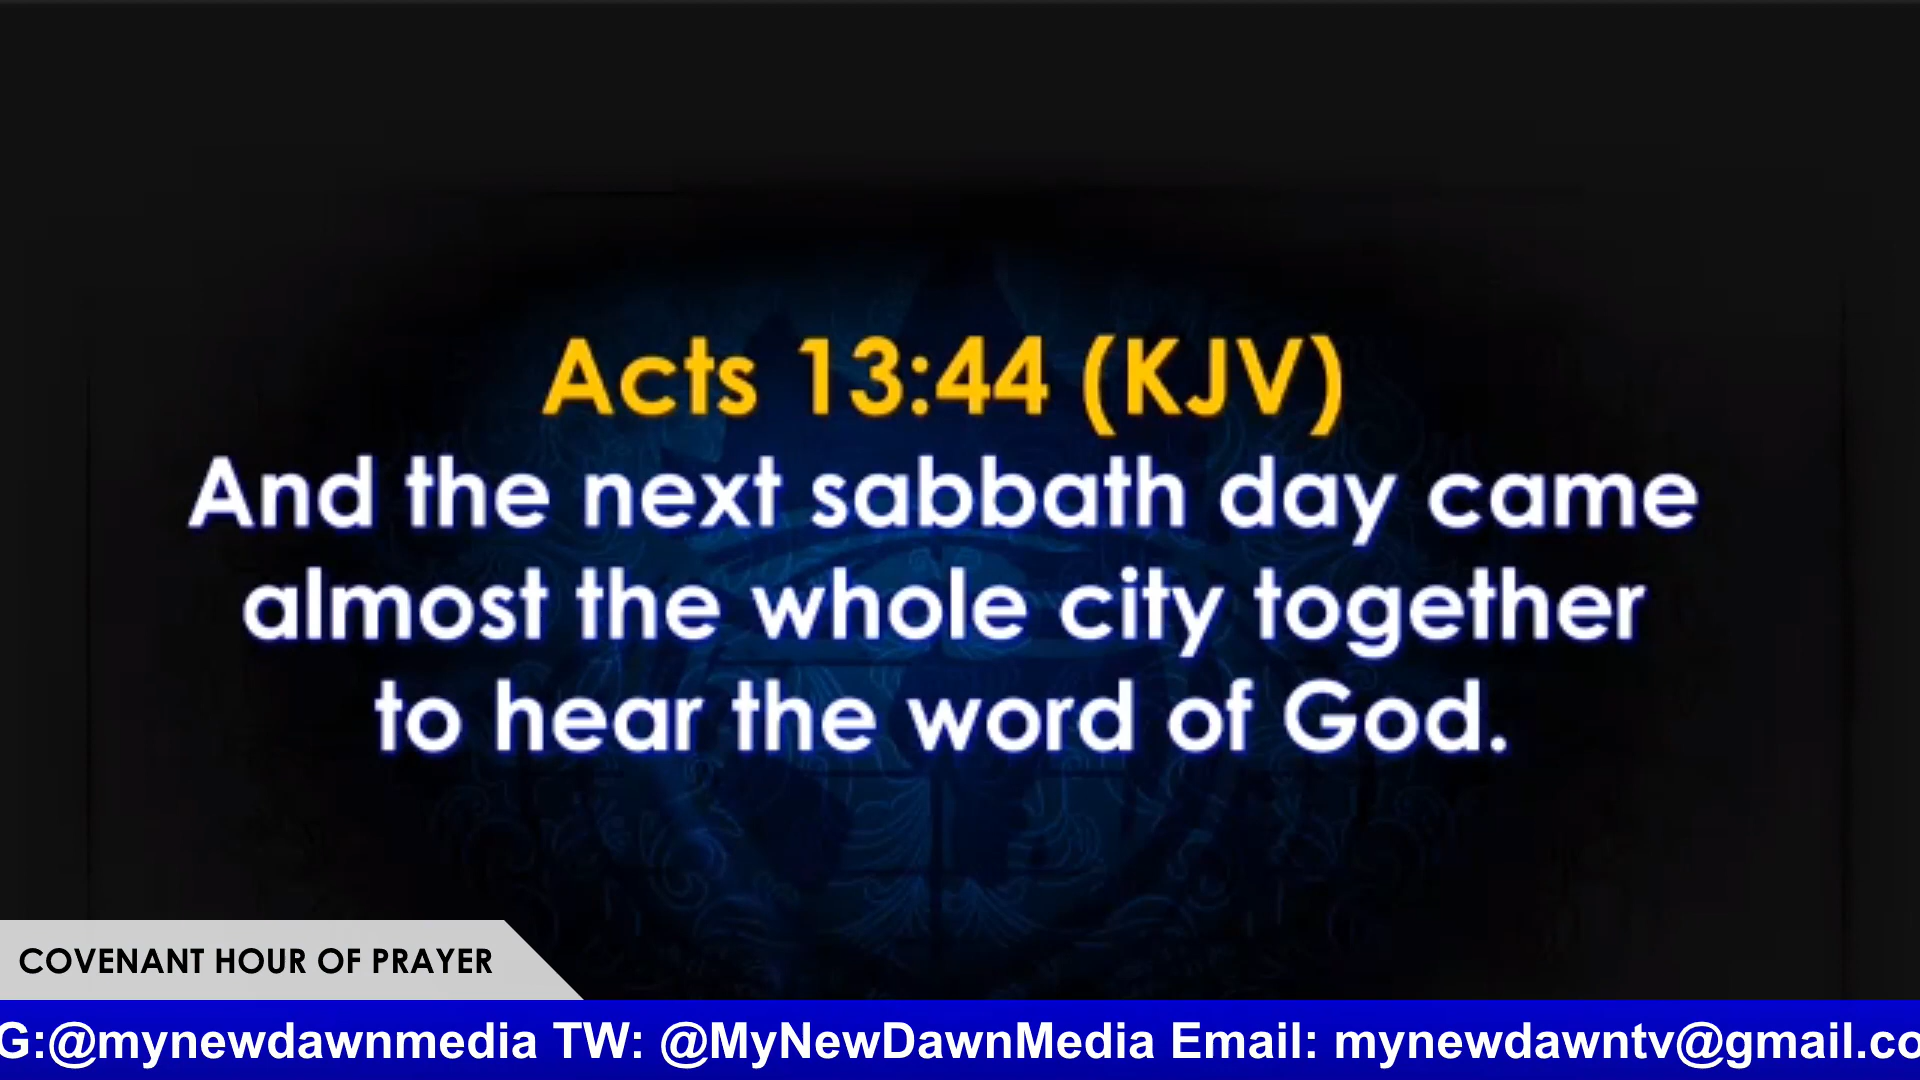 Acts 13:44 (KJV)
And the next sabbath day came
almost the whole city together
to hear the word of God.
COVENANT HOUR OF PRAYER
G:@mynewdawnmedia TW: @MyNewDawnMedia Email: mynewdawntv@gmail.co